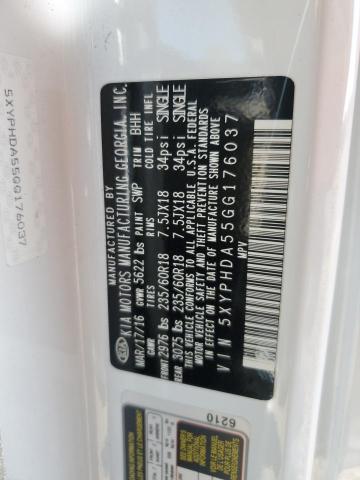 5XYPHDA55GG176037
MANUFACTURED BY
KIA KIA MOTORS MANUFACTURING GEORGIA, INC.
MAR/17/16 GVWR 5622 lbs PAINT SWP TRIM BHH
GAWR TIRES RIMS COLD TIRE INFL
FRONT 2976 lbs 235/60R18 7.5JX18 34psi SINGLE
REAR 3075 lbs 235/60R18 7.5JX18 34psi SINGLE
THIS VEHICLE CONFORMS TO ALL APPLICABLE U.S.A. FEDERAL
MOTOR VEHICLE SAFETY AND THEFT PREVENTION STANDARDS
IN EFFECT ON THE DATE OF MANUFACTURE SHOWN ABOVE.
VIN 5XYPHDA55GG176037
MPV
6210